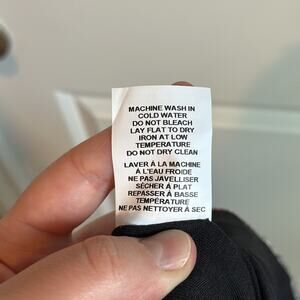 MACHINE WASH IN
COLD WATER
DO NOT BLEACH
LAY FLAT TO DRY
IRON AT LOW
TEMPERATURE
DO NOT DRY CLEAN
LAVER À LA MACHINE
À L'EAU FROIDE
NE PAS JAVELLISER
SÉCHER À PLAT
REPASSER À BASSE
TEMPÉRATURE
NE PAS NETTOYER À SEC